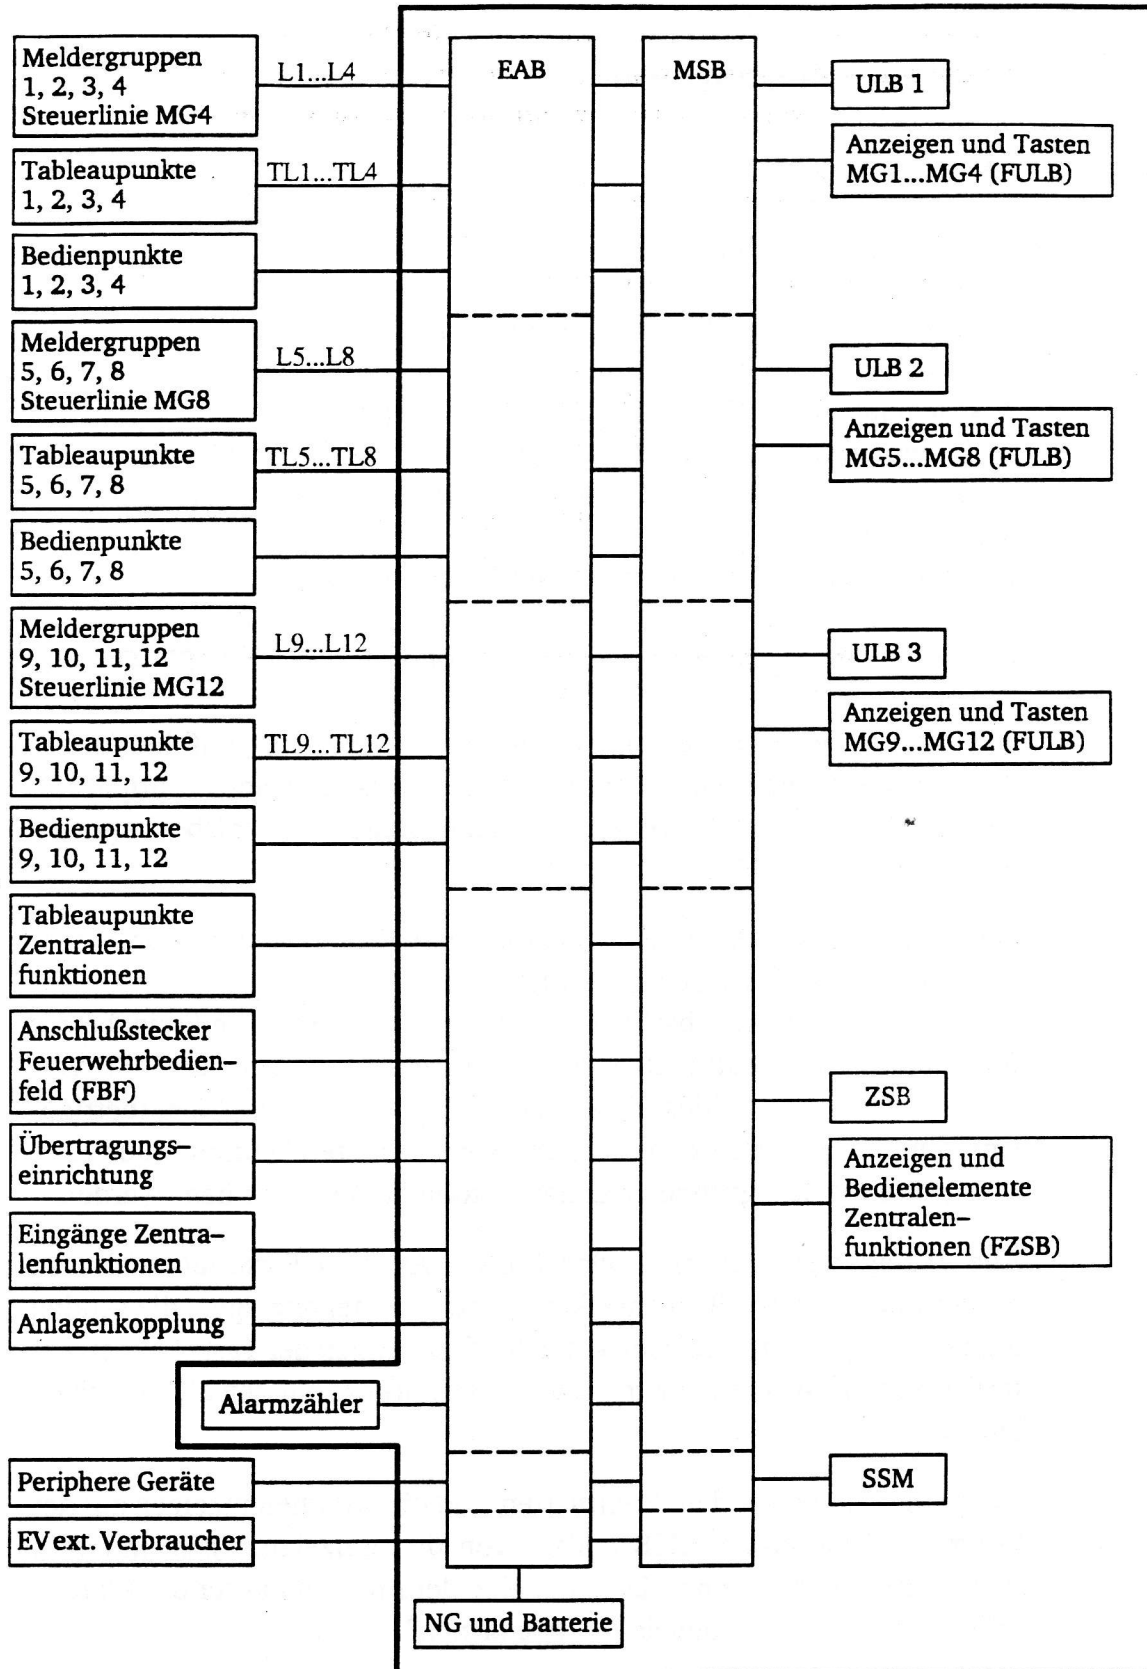 EAB
MSB
Meldergruppen
1, 2, 3, 4
Steuerlinie MG4
L1...L4
ULB 1
Tableaupunkte
1, 2, 3, 4
TL1...TL4
Anzeigen und Tasten
MG1...MG4 (FULB)
Bedienpunkte
1, 2, 3, 4
Meldergruppen
5, 6, 7, 8
Steuerlinie MG8
L5...L8
ULB 2
Tableaupunkte
5, 6, 7, 8
TL5...TL8
Anzeigen und Tasten
MG5...MG8 (FULB)
Bedienpunkte
5, 6, 7, 8
Meldergruppen
9, 10, 11, 12
Steuerlinie MG12
L9...L12
ULB 3
Tableaupunkte
9, 10, 11, 12
TL9...TL12
Anzeigen und Tasten
MG9...MG12 (FULB)
Bedienpunkte
9, 10, 11, 12
Tableaupunkte
Zentralen–
funktionen
Anschlußstecker
Feuerwehrbedien–
feld (FBF)
ZSB
Übertragungs–
einrichtung
Anzeigen und
Bedienelemente
Zentralen–
funktionen (FZSB)
Eingänge Zentra–
lenfunktionen
Anlagenkopplung
Alarmzähler
Periphere Geräte
SSM
EV ext. Verbraucher
NG und Batterie